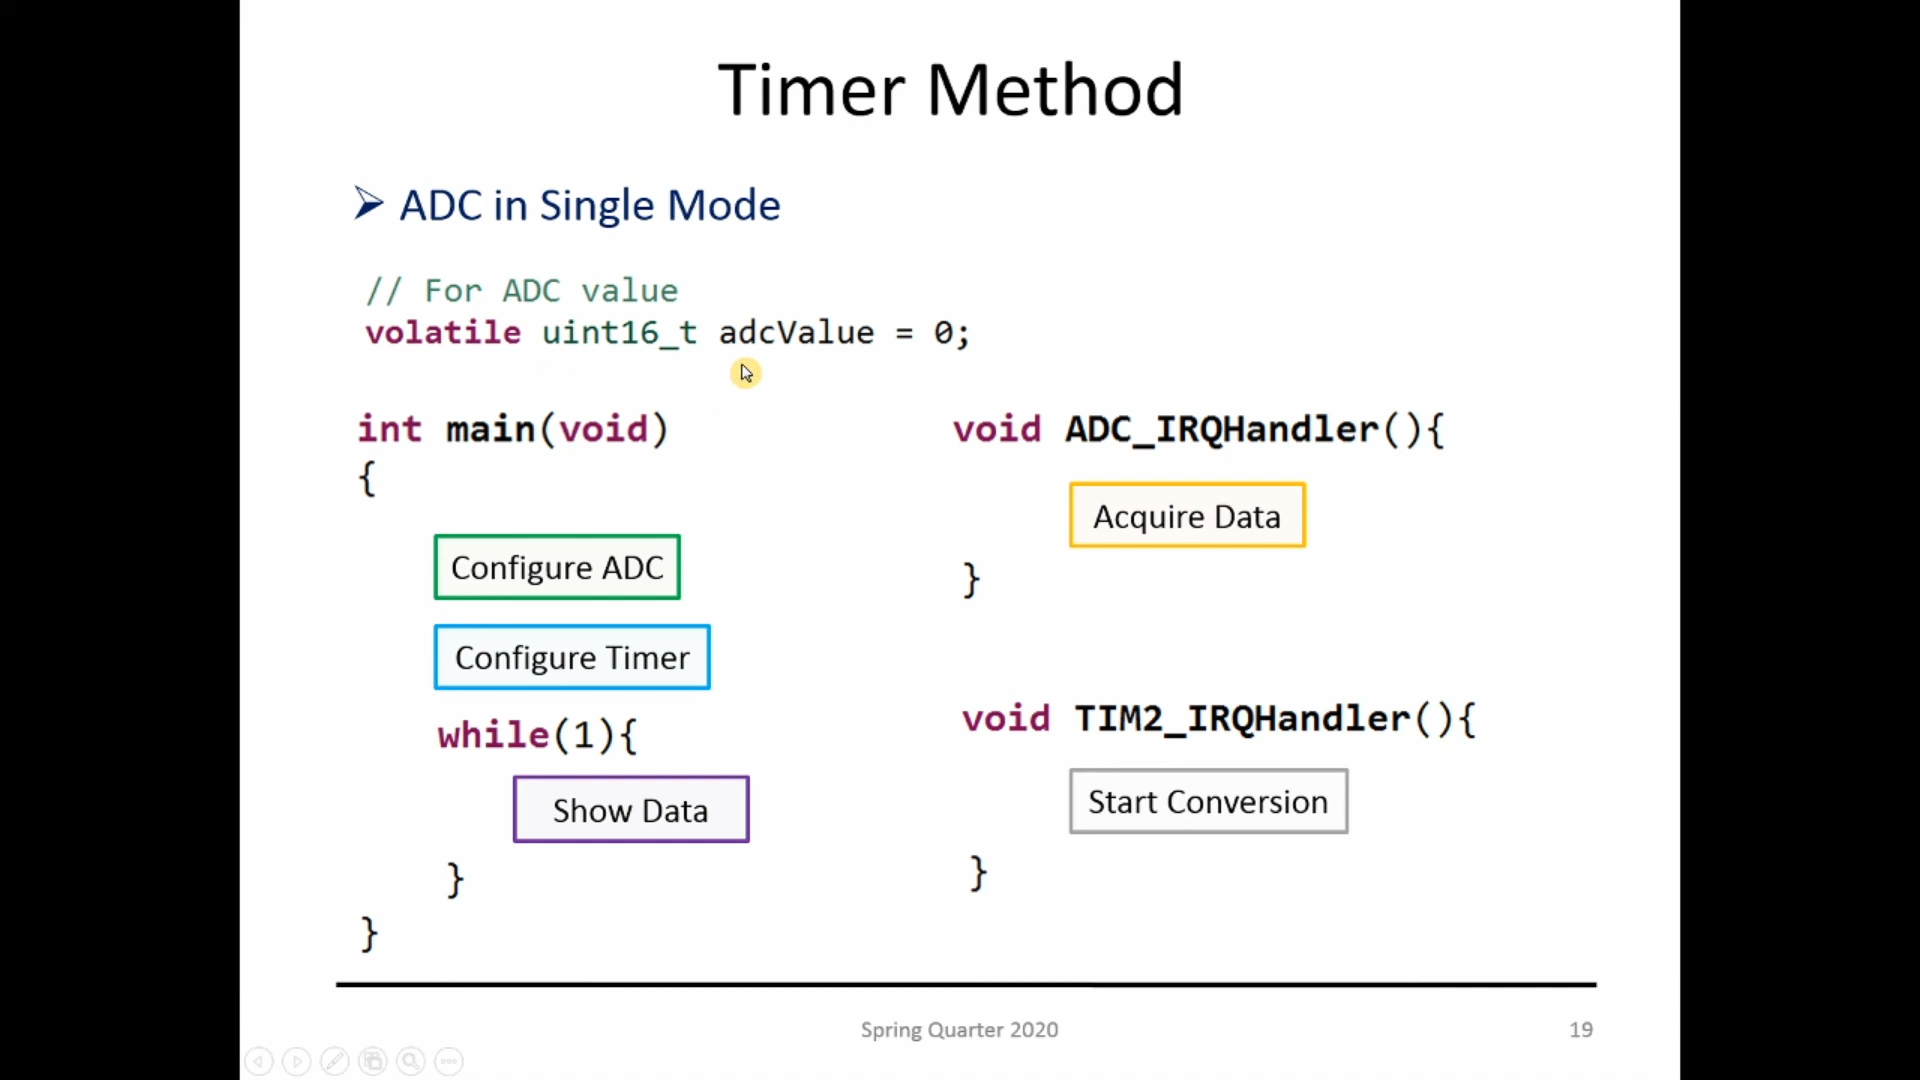 Timer Method
ADC in Single Mode
// For ADC value
volatile uint16_t adcValue = 0;
int main(void)
{
Configure ADC
Configure Timer
while(1){
Show Data
}
}
void ADC_IRQHandler(){
Acquire Data
}
void TIM2_IRQHandler(){
Start Conversion
}
Spring Quarter 2020
19